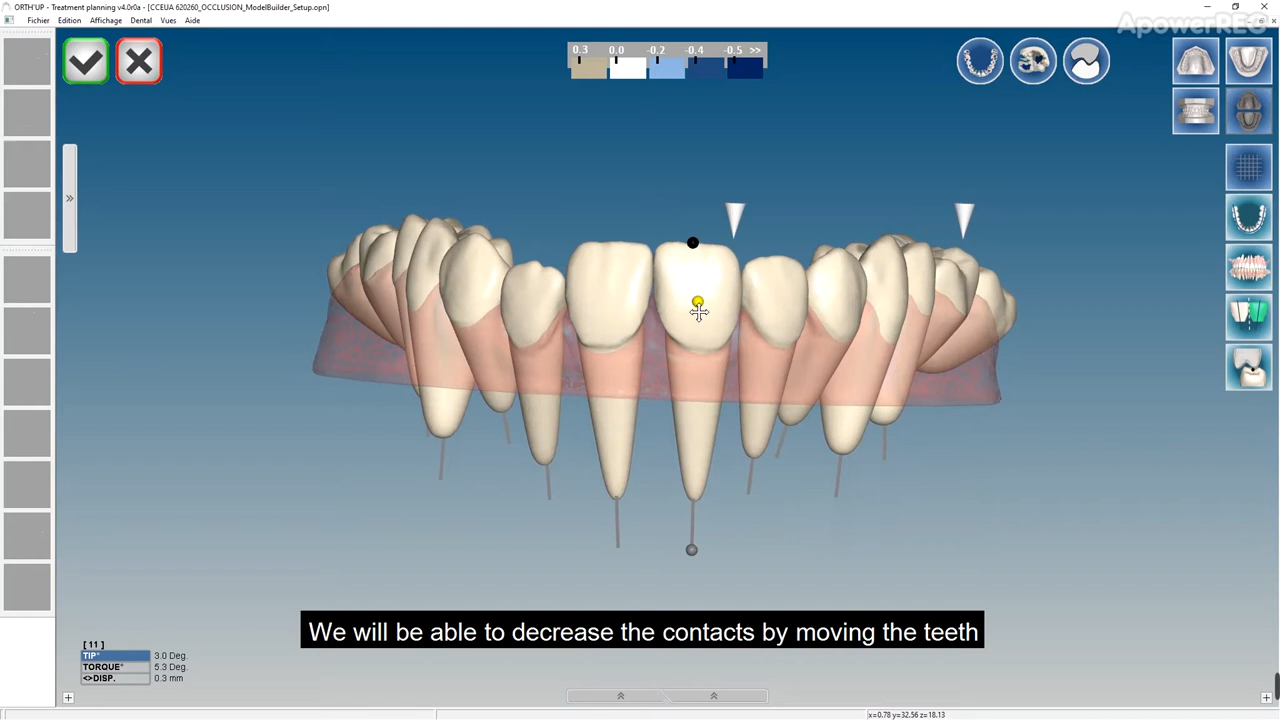 ORTH'UP - Treatment planning v4.0r0a - [CCEUA 620260_OCCLUSION_ModelBuilder_Setup.opn]
Fichier Edition Affichage Dental Vues Aide
ApowerREC
0.3 0.0 -0.2 -0.4 -0.5 >>
»
We will be able to decrease the contacts by moving the teeth
[ 11 ]
TIP° 3.0 Deg.
TORQUE° 5.3 Deg.
<>DISP. 0.3 mm
x=0.78 y=32.56 z=18.13